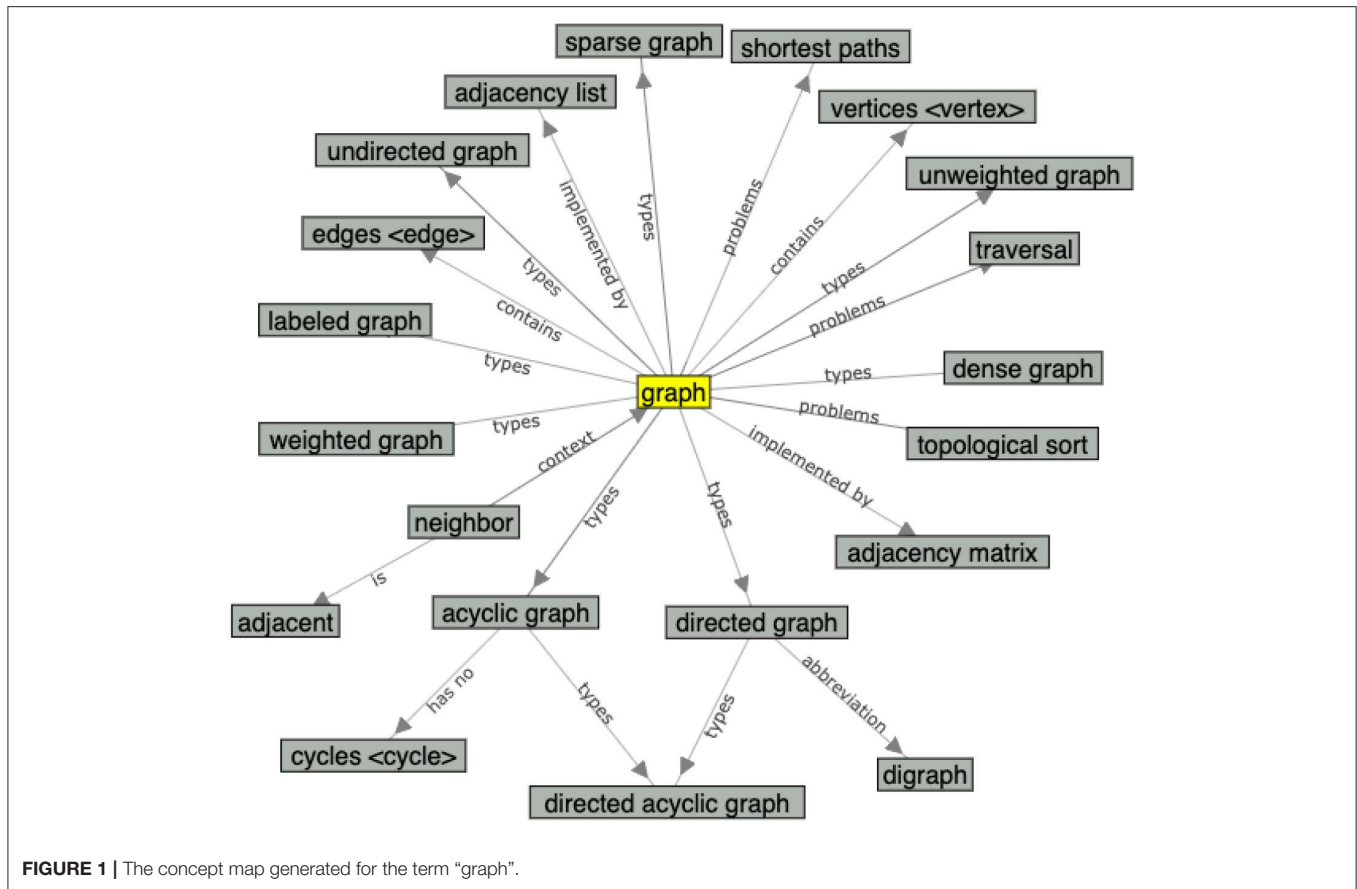 sparse graph
shortest paths
adjacency list
vertices <vertex>
undirected graph
unweighted graph
edges <edge>
traversal
labeled graph
dense graph
graph
weighted graph
topological sort
neighbor
adjacency matrix
adjacent
acyclic graph
directed graph
cycles <cycle>
directed acyclic graph
digraph
types
implemented by
problems
contains
types
types
problems
contains
types
types
types
problems
context
implemented by
types
types
is
has no
types
types
abbreviation
FIGURE 1 | The concept map generated for the term “graph”.